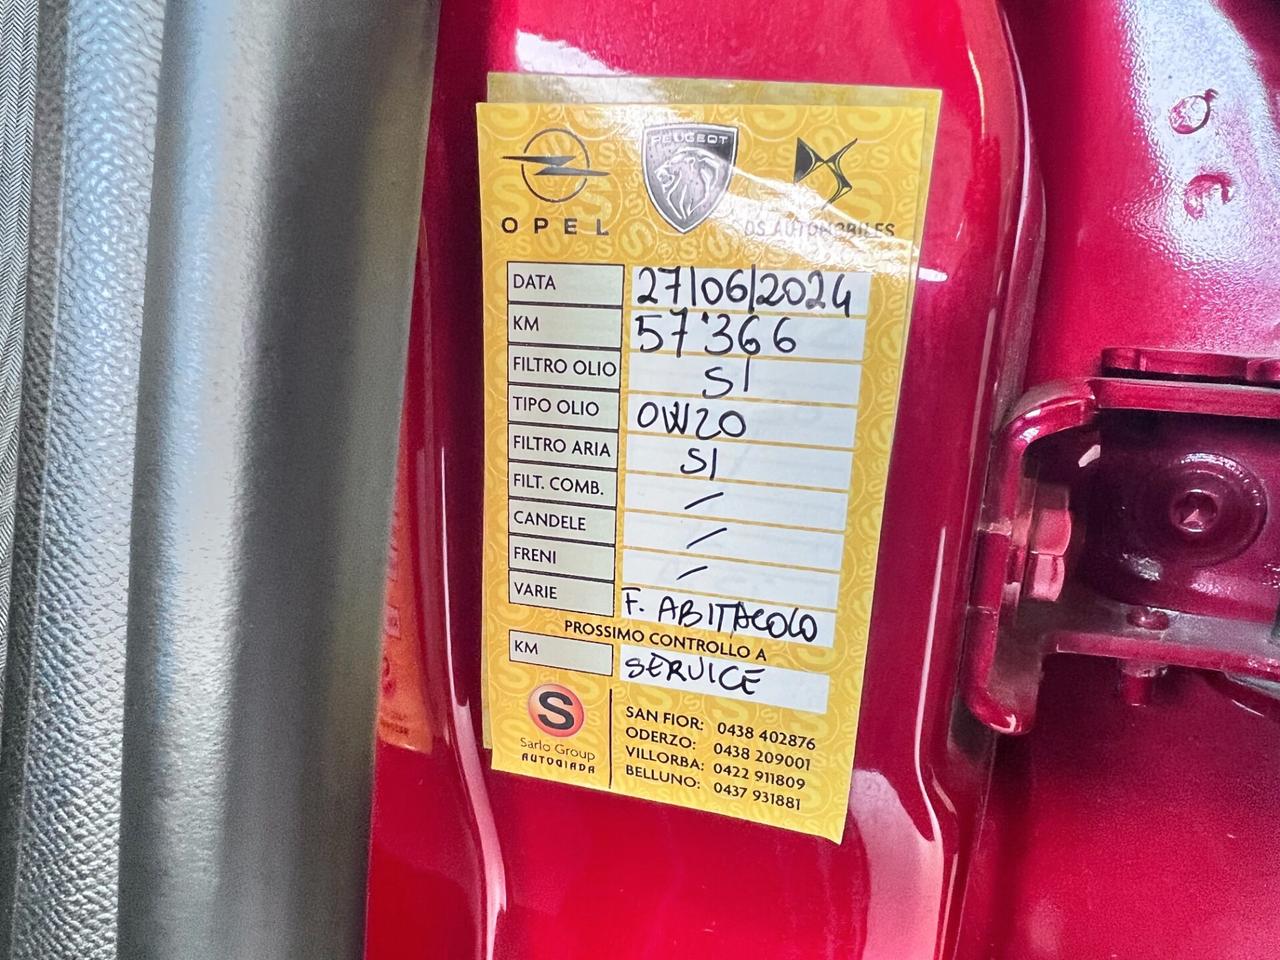 OPEL
PEUGEOT
DS AUTOMOBILES
DATA 27/06/2024
KM 57'366
FILTRO OLIO SI
TIPO OLIO 0W20
FILTRO ARIA SI
FILT. COMB. /
CANDELE /
FRENI /
VARIE F. ABITACOLO
PROSSIMO CONTROLLO A
KM SERVICE
S
Sarlo Group
AUTOGIADA
SAN FIOR: 0438 402876
ODERZO: 0438 209001
VILLORBA: 0422 911809
BELLUNO: 0437 931881